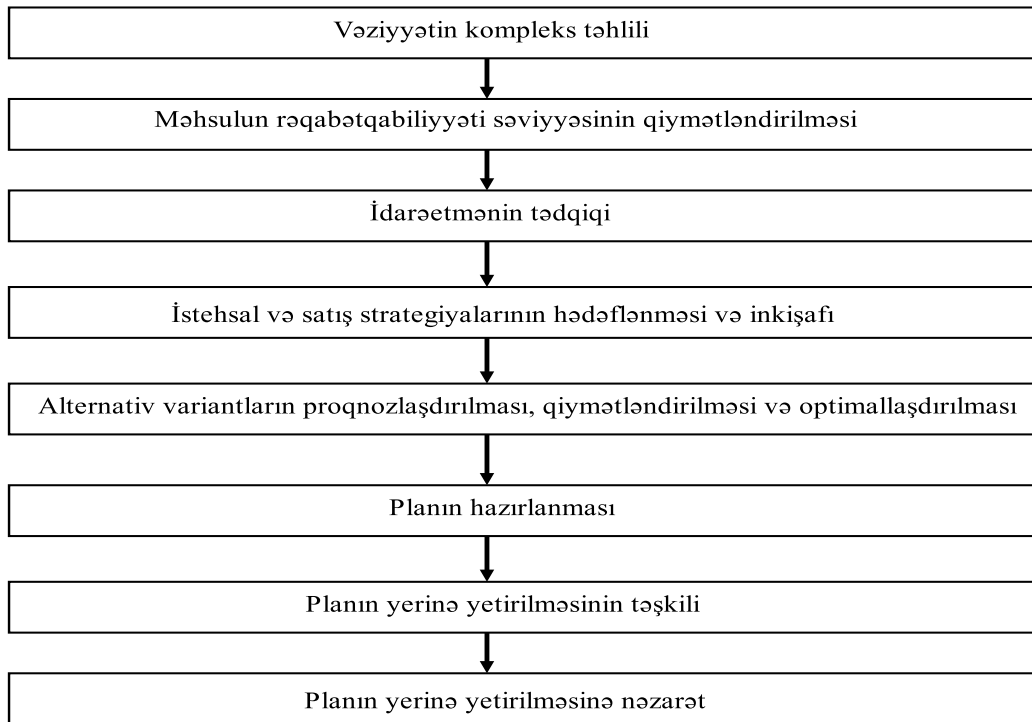 Vəziyyətin kompleks təhlili
Məhsulun rəqabətqabiliyyəti səviyyəsinin qiymətləndirilməsi
İdarəetmənin tədqiqi
İstehsal və satış strategiyalarının hədəflənməsi və inkişafı
Alternativ variantların proqnozlaşdırılması, qiymətləndirilməsi və optimallaşdırılması
Planın hazırlanması
Planın yerinə yetirilməsinin təşkili
Planın yerinə yetirilməsinə nəzarət